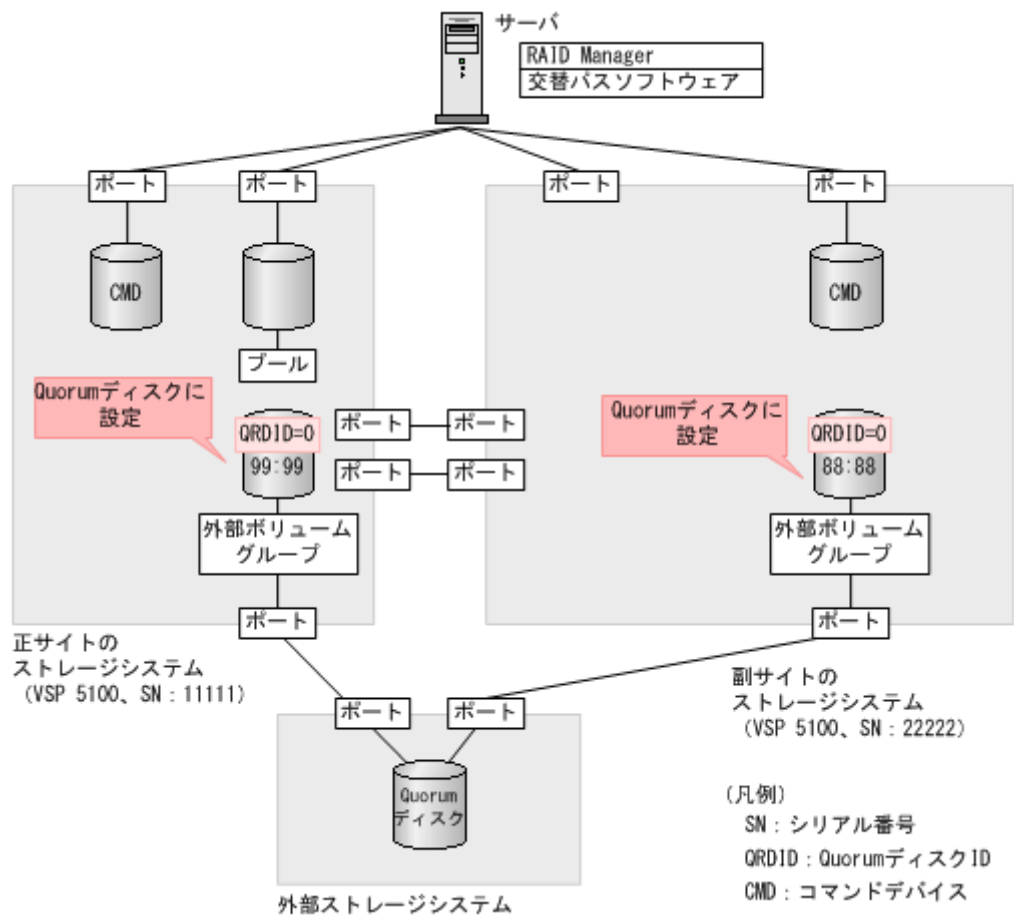 サーバ
RAID Manager
交替パスソフトウェア
ポート
ポート
ポート
ポート
CMD
CMD
プール
Quorumディスクに
設定
QRDID=0
99:99
ポート
ポート
ポート
ポート
Quorumディスクに
設定
QRDID=0
88:88
外部ボリューム
グループ
外部ボリューム
グループ
ポート
ポート
正サイトの
ストレージシステム
(VSP 5100、SN:11111)
副サイトの
ストレージシステム
(VSP 5100、SN:22222)
ポート
ポート
Quorum
ディスク
外部ストレージシステム
(凡例)
SN:シリアル番号
QRDID:QuorumディスクID
CMD:コマンドデバイス